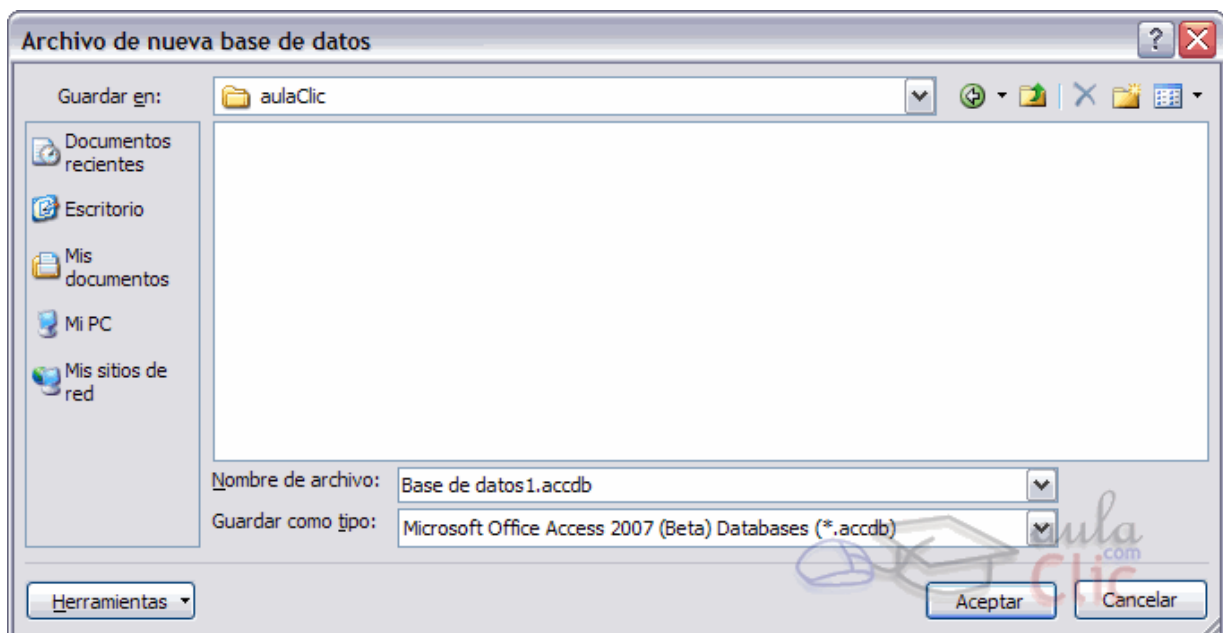 Archivo de nueva base de datos
Guardar en:
aulaClic
Documentos
recientes
Escritorio
Mis
documentos
Mi PC
Mis sitios de
red
Nombre de archivo:
Base de datos1.accdb
Guardar como tipo:
Microsoft Office Access 2007 (Beta) Databases (*.accdb)
aula
.com
Clic
Herramientas
Aceptar
Cancelar